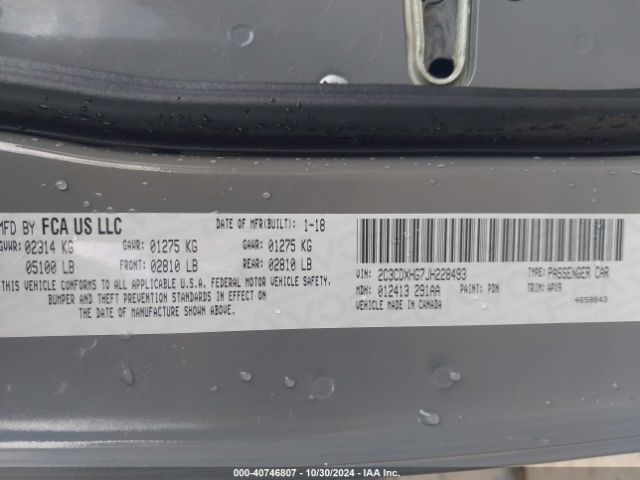 MFD BY FCA US LLC DATE OF MFR(BUILT): 1-18
GVWR: 02314 KG GAWR: 01275 KG GAWR: 01275 KG
05100 LB FRONT: 02810 LB REAR: 02810 LB
THIS VEHICLE CONFORMS TO ALL APPLICABLE U.S.A. FEDERAL MOTOR VEHICLE SAFETY,
BUMPER AND THEFT PREVENTION STANDARDS IN EFFECT ON
THE DATE OF MANUFACTURE SHOWN ABOVE.
VIN: 2C3CDXHG7JH228493 TYPE: PASSENGER CAR
MDH: 012413 291AA PAINT: PDN TRIM: APX9
VEHICLE MADE IN CANADA 4658843
000-40746807 - 10/30/2024 - IAA Inc.